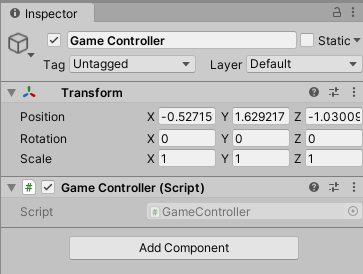 Inspector
Game Controller Static
Tag Untagged Layer Default
Transform
Position X -0.52715 Y 1.629217 Z -1.03009
Rotation X 0 Y 0 Z 0
Scale X 1 Y 1 Z 1
Game Controller (Script)
Script GameController
Add Component